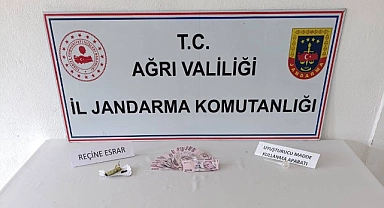 T.C.
AĞRI VALİLİĞİ
İL JANDARMA KOMUTANLIĞI
JANDARMA
REÇİNE ESRAR
UYUŞTURUCU MADDE
KULLANMA APARATI